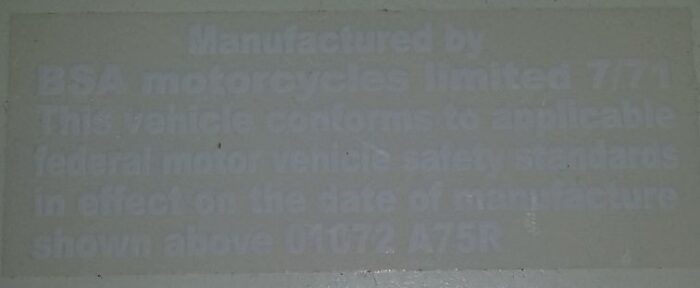 Manufactured by
BSA motorcycles limited 7/71
This vehicle conforms to applicable
federal motor vehicle safety standards
in effect on the date of manufacture
shown above 01072 A75R